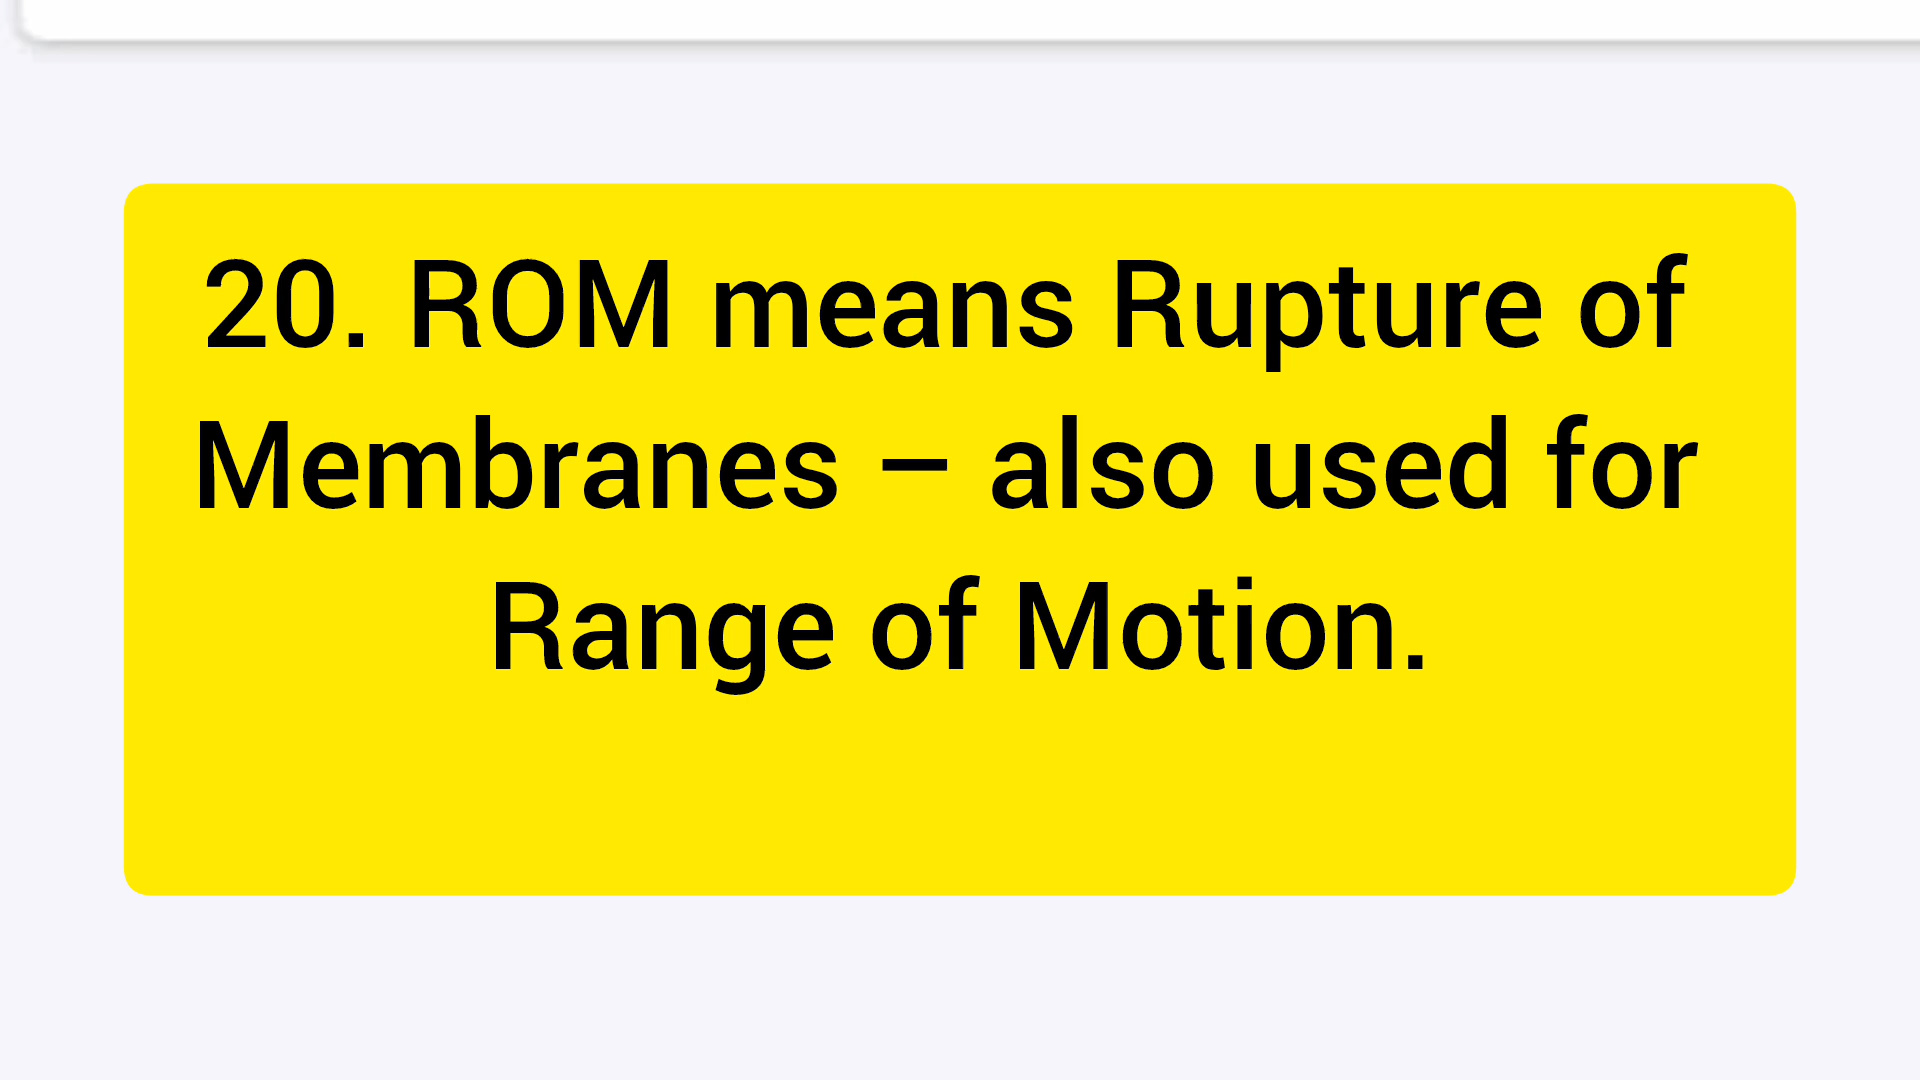 20. ROM means Rupture of
Membranes – also used for
Range of Motion.